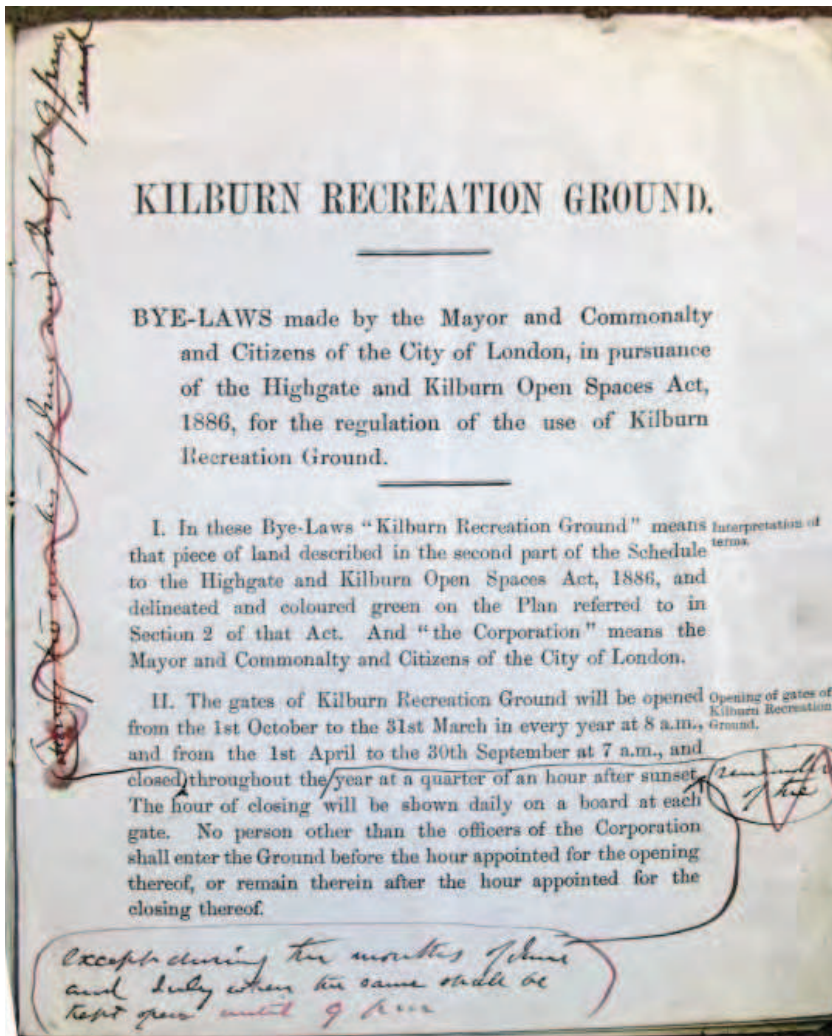 KILBURN RECREATION GROUND.
BYE-LAWS made by the Mayor and Commonalty
and Citizens of the City of London, in pursuance
of the Highgate and Kilburn Open Spaces Act,
1886, for the regulation of the use of Kilburn
Recreation Ground.
I. In these Bye-Laws "Kilburn Recreation Ground" means
that piece of land described in the second part of the Schedule
to the Highgate and Kilburn Open Spaces Act, 1886, and
delineated and coloured green on the Plan referred to in
Section 2 of that Act. And "the Corporation" means the
Mayor and Commonalty and Citizens of the City of London.
Interpretation of
terms.
II. The gates of Kilburn Recreation Ground will be opened
from the 1st October to the 31st March in every year at 8 a.m.,
and from the 1st April to the 30th September at 7 a.m., and
closed throughout the year at a quarter of an hour after sunset.
The hour of closing will be shown daily on a board at each
gate. No person other than the officers of the Corporation
shall enter the Ground before the hour appointed for the opening
thereof, or remain therein after the hour appointed for the
closing thereof.
Opening of gates of
Kilburn Recreation
Ground.
remainder
of the
except during the months of June
and July when the same shall be
kept open until 9 p.m.
during the months of June and July at 9 p.m.